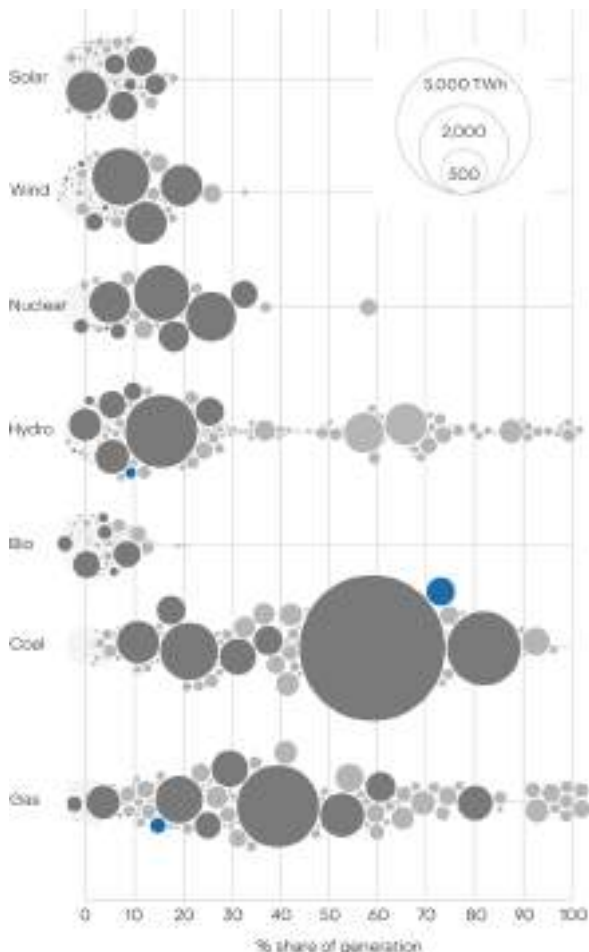 Solar
5,000 TWh
2,000
500
Wind
Nuclear
Hydro
Bio
Coal
Gas
0 10 20 30 40 50 60 70 80 90 100
% share of generation